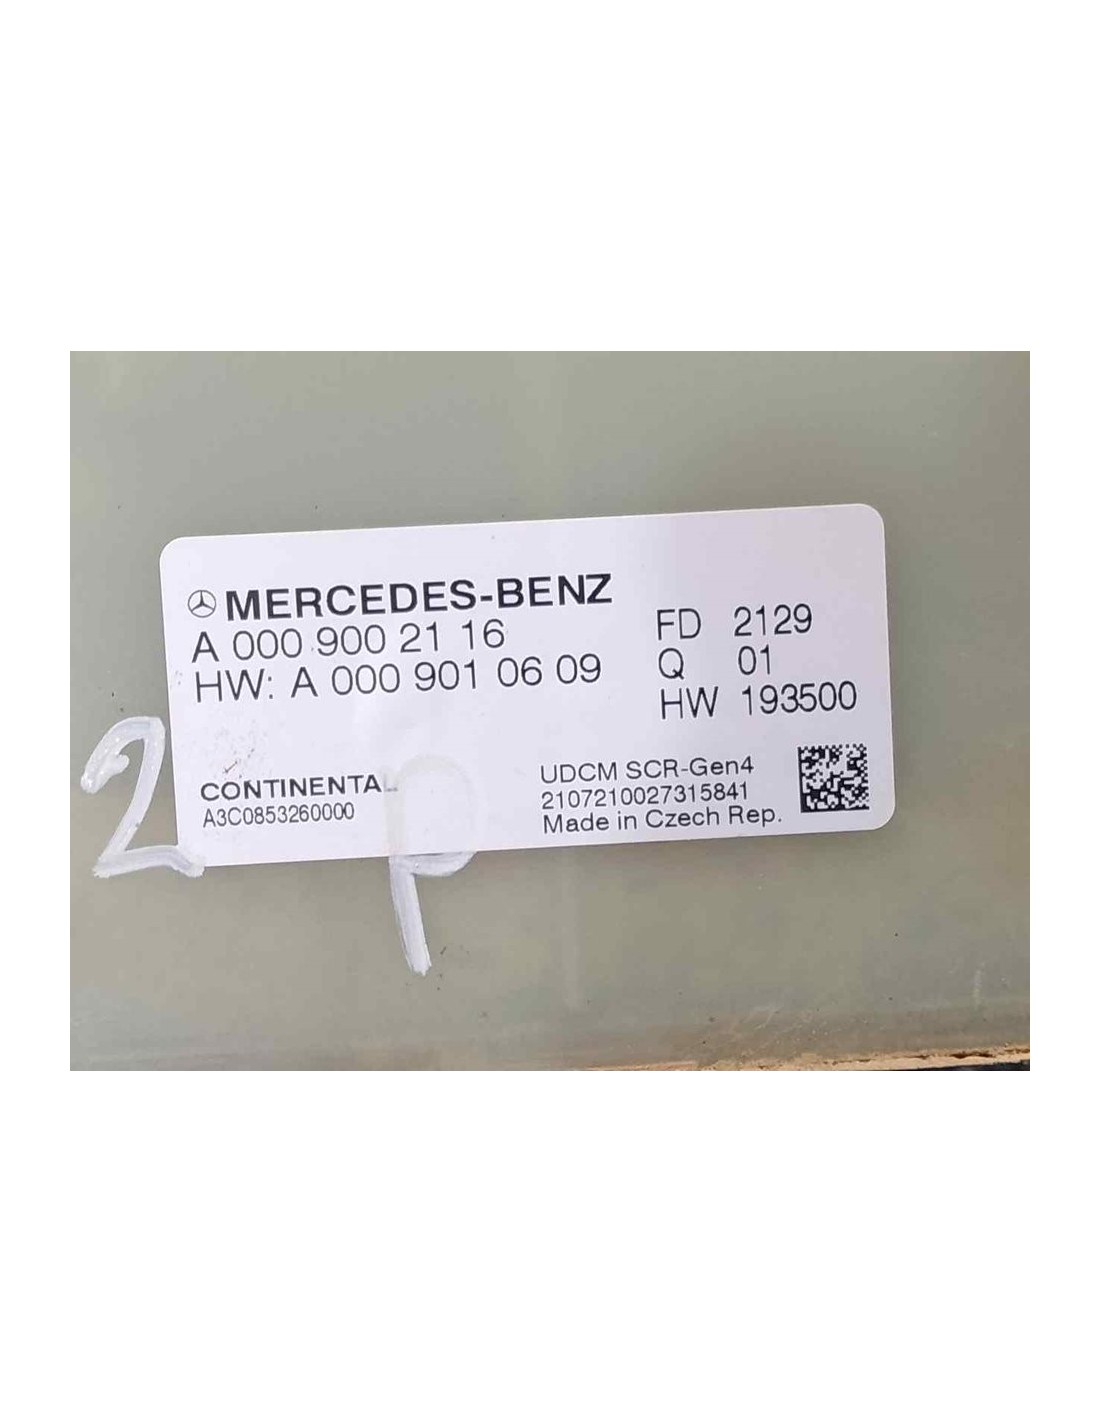 MERCEDES-BENZ
A 000 900 21 16
HW: A 000 901 06 09
FD 2129
Q 01
HW 193500
CONTINENTAL
A3C0853260000
UDCM SCR-Gen4
2107210027315841
Made in Czech Rep.
2 p